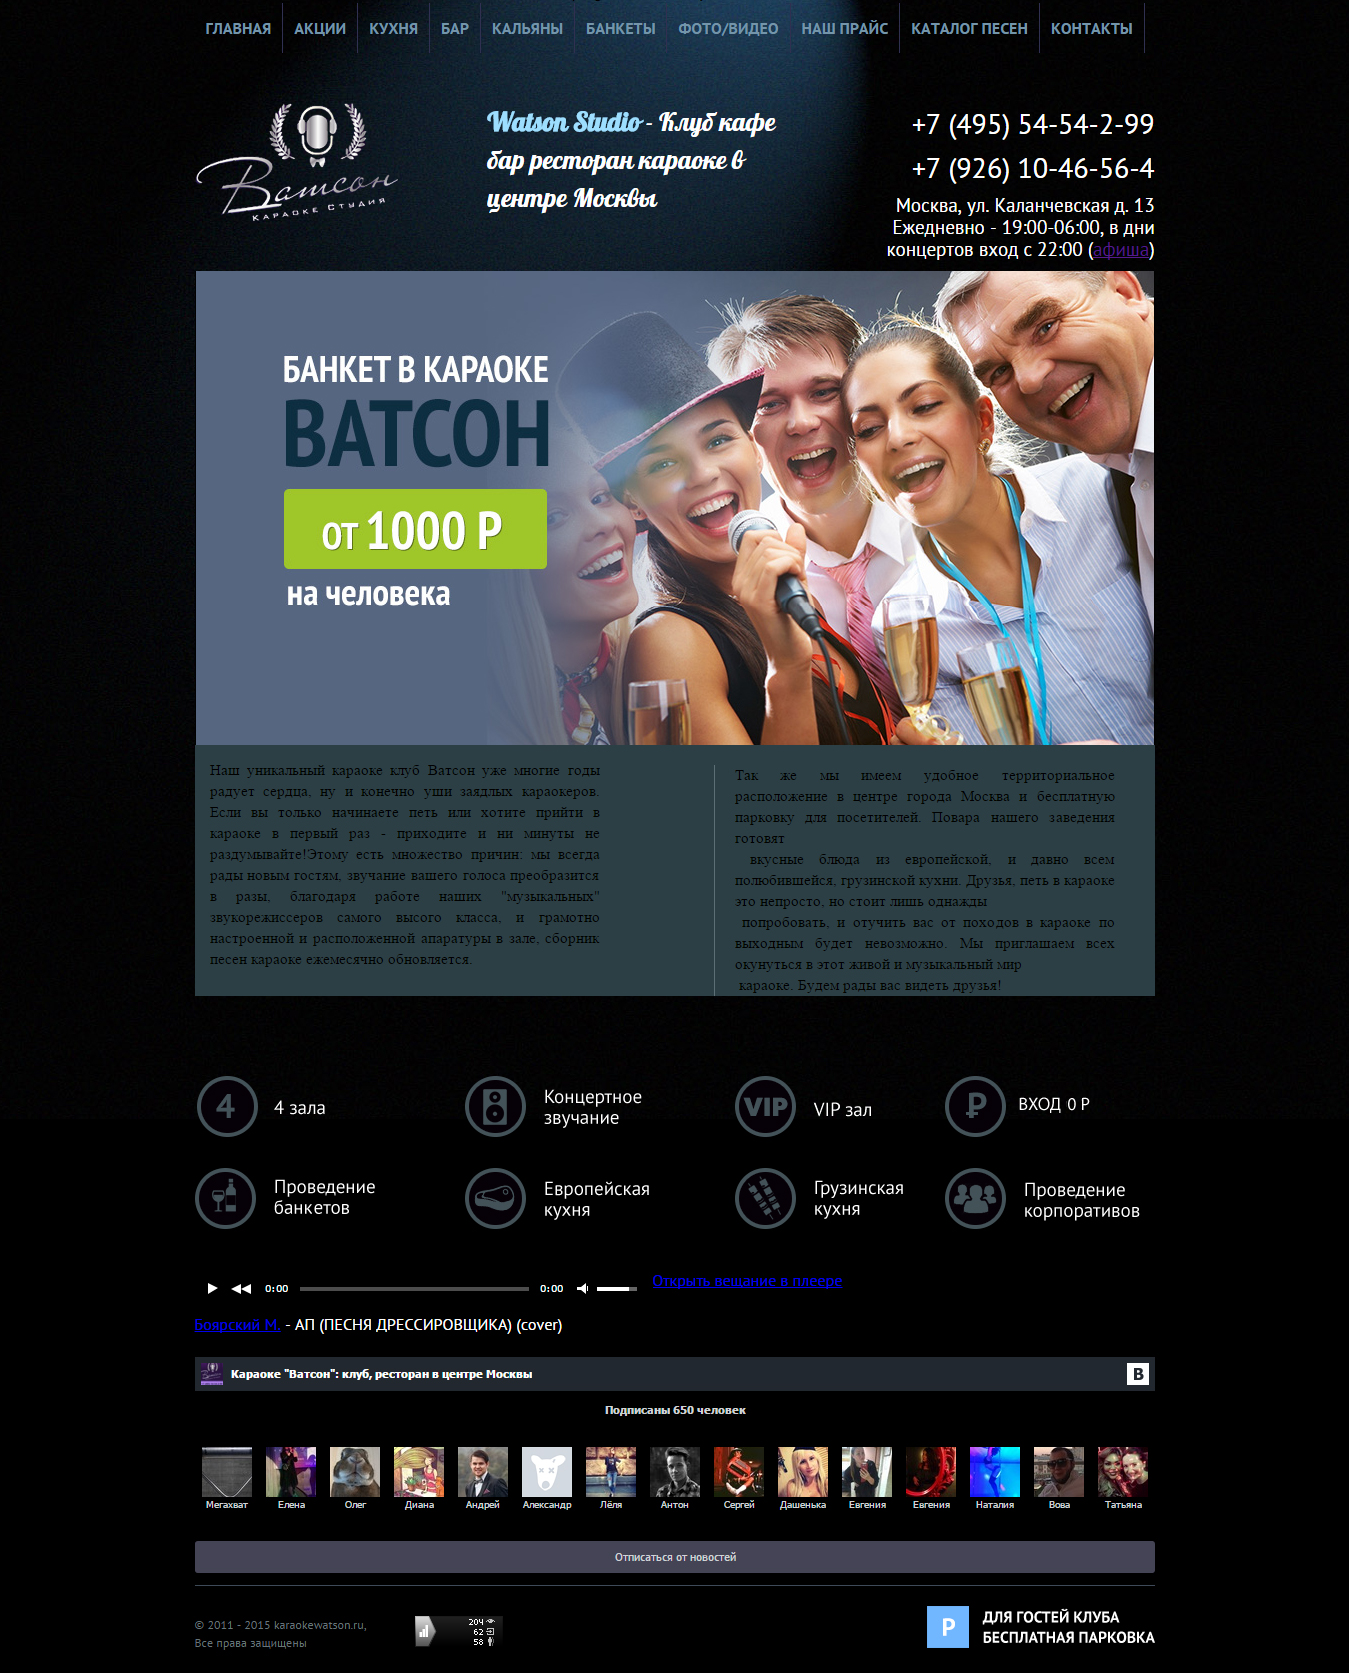 ГЛАВНАЯ АКЦИИ КУХНЯ БАР КАЛЬЯНЫ БАНКЕТЫ ФОТО/ВИДЕО НАШ ПРАЙС КАТАЛОГ ПЕСЕН КОНТАКТЫ
Ватсон
Караоке Студия
Watson Studio - Клуб кафе
бар ресторан караоке в
центре Москвы
+7 (495) 54-54-2-99
+7 (926) 10-46-56-4
Москва, ул. Каланчевская д. 13
Ежедневно - 19:00-06:00, в дни
концертов вход с 22:00 (афиша)
БАНКЕТ В КАРАОКЕ
ВАТСОН
от 1000 Р
на человека
Наш уникальный караоке клуб Ватсон уже многие годы
радует сердца, ну и конечно уши заядлых караокеров.
Если вы только начинаете петь или хотите прийти в
караоке в первый раз - приходите и ни минуты не
раздумывайте!Этому есть множество причин: мы всегда
рады новым гостям, звучание вашего голоса преобразится
в разы, благодаря работе наших "музыкальных"
звукорежиссеров самого высого класса, и грамотно
настроенной и расположенной апаратуры в зале, сборник
песен караоке ежемесячно обновляется.
Так же мы имеем удобное территориальное
расположение в центре города Москва и бесплатную
парковку для посетителей. Повара нашего заведения
готовят
вкусные блюда из европейской, и давно всем
полюбившейся, грузинской кухни. Друзья, петь в караоке
это непросто, но стоит лишь однажды
попробовать, и отучить вас от походов в караоке по
выходным будет невозможно. Мы приглашаем всех
окунуться в этот живой и музыкальный мир
караоке. Будем рады вас видеть друзья!
4 4 зала
Концертное
звучание
VIP VIP зал
₽ ВХОД 0 Р
Проведение
банкетов
Европейская
кухня
Грузинская
кухня
Проведение
корпоративов
0:00 0:00 Открыть вещание в плеере
Боярский М. - АП (ПЕСНЯ ДРЕССИРОВЩИКА) (cover)
Караоке "Ватсон": клуб, ресторан в центре Москвы B
Подписаны 650 человек
Мегахват Елена Олег Диана Андрей Александр Лёля Антон Сергей Дашенька Евгения Евгения Наталия Вова Татьяна
Отписаться от новостей
© 2011 - 2015 karaokewatson.ru,
Все права защищены
204
62
58
P
ДЛЯ ГОСТЕЙ КЛУБА
БЕСПЛАТНАЯ ПАРКОВКА